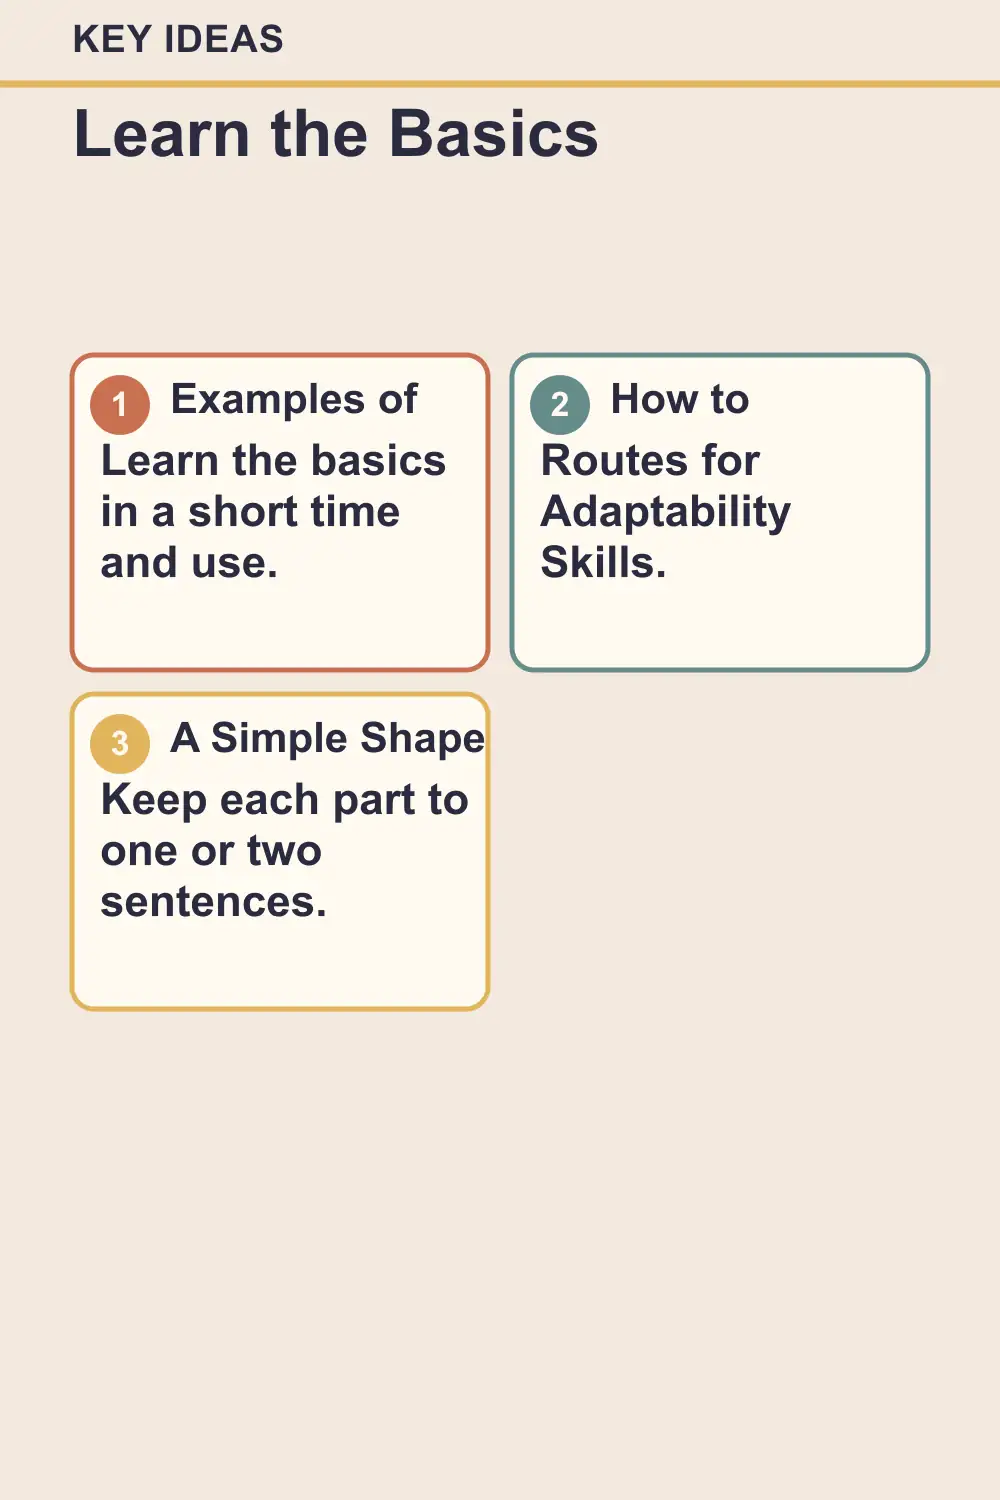 KEY IDEAS
Learn the Basics
1 Examples of
Learn the basics
in a short time
and use.
2 How to
Routes for
Adaptability
Skills.
3 A Simple Shape
Keep each part to
one or two
sentences.